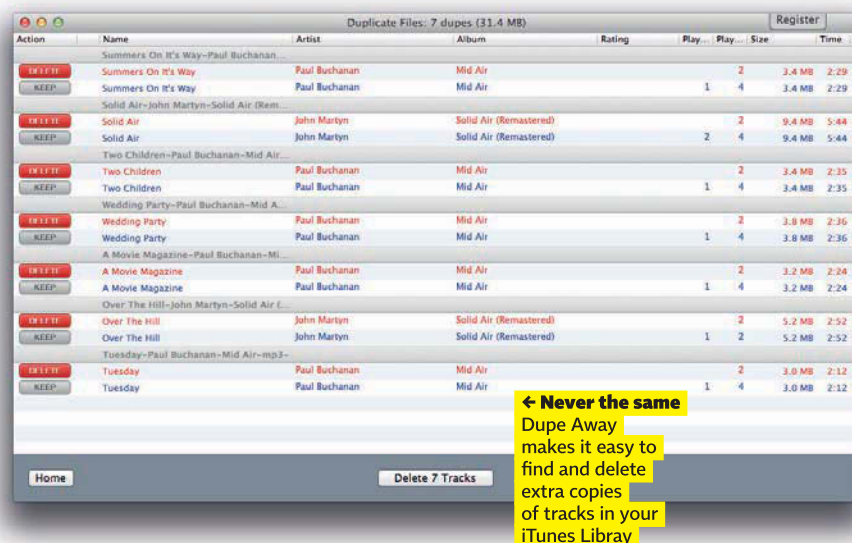 Duplicate Files: 7 dupes (31.4 MB) Register
Action Name Artist Album Rating Play... Play... Size Time
Summers On It's Way-Paul Buchanan...
DELETE Summers On It's Way Paul Buchanan Mid Air 2 3.4 MB 2:29
KEEP Summers On It's Way Paul Buchanan Mid Air 1 4 3.4 MB 2:29
Solid Air-John Martyn-Solid Air (Rem...
DELETE Solid Air John Martyn Solid Air (Remastered) 2 9.4 MB 5:44
KEEP Solid Air John Martyn Solid Air (Remastered) 2 4 9.4 MB 5:44
Two Children-Paul Buchanan-Mid Air...
DELETE Two Children Paul Buchanan Mid Air 2 3.4 MB 2:35
KEEP Two Children Paul Buchanan Mid Air 1 4 3.4 MB 2:35
Wedding Party-Paul Buchanan-Mid A...
DELETE Wedding Party Paul Buchanan Mid Air 2 3.8 MB 2:36
KEEP Wedding Party Paul Buchanan Mid Air 1 4 3.8 MB 2:36
A Movie Magazine-Paul Buchanan-Mi...
DELETE A Movie Magazine Paul Buchanan Mid Air 2 3.2 MB 2:24
KEEP A Movie Magazine Paul Buchanan Mid Air 1 4 3.2 MB 2:24
Over The Hill-John Martyn-Solid Air (...
DELETE Over The Hill John Martyn Solid Air (Remastered) 2 5.2 MB 2:52
KEEP Over The Hill John Martyn Solid Air (Remastered) 1 2 5.2 MB 2:52
Tuesday-Paul Buchanan-Mid Air-mp3-
DELETE Tuesday Paul Buchanan Mid Air 2 3.0 MB 2:12
KEEP Tuesday Paul Buchanan Mid Air 1 4 3.0 MB 2:12
Home Delete 7 Tracks
← Never the same
Dupe Away
makes it easy to
find and delete
extra copies
of tracks in your
iTunes Libray